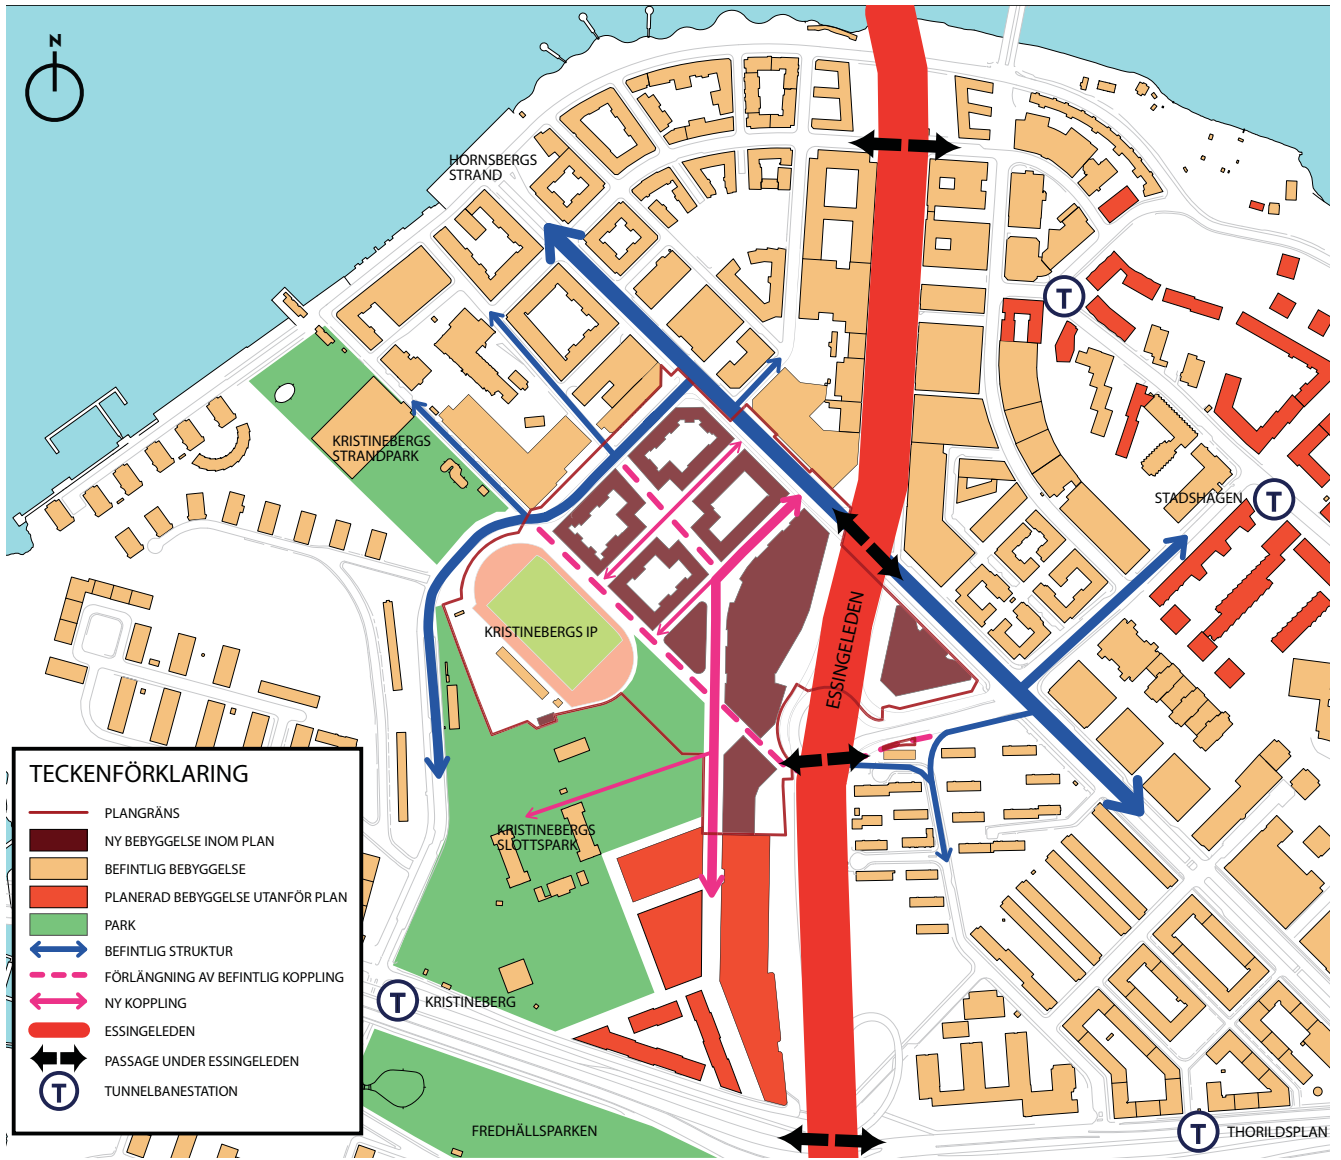 N
HORNSBERGS
STRAND
T
KRISTINEBERGS
STRANDPARK
STADSHAGEN
T
KRISTINEBERGS IP
ESSINGELEDEN
KRISTINEBERGS
SLOTTSPARK
T
KRISTINEBERG
FREDHÄLLSPARKEN
T
THORILDSPLAN
TECKENFÖRKLARING
PLANGRÄNS
NY BEBYGGELSE INOM PLAN
BEFINTLIG BEBYGGELSE
PLANERAD BEBYGGELSE UTANFÖR PLAN
PARK
BEFINTLIG STRUKTUR
FÖRLÄNGNING AV BEFINTLIG KOPPLING
NY KOPPLING
ESSINGELEDEN
PASSAGE UNDER ESSINGELEDEN
T
TUNNELBANESTATION